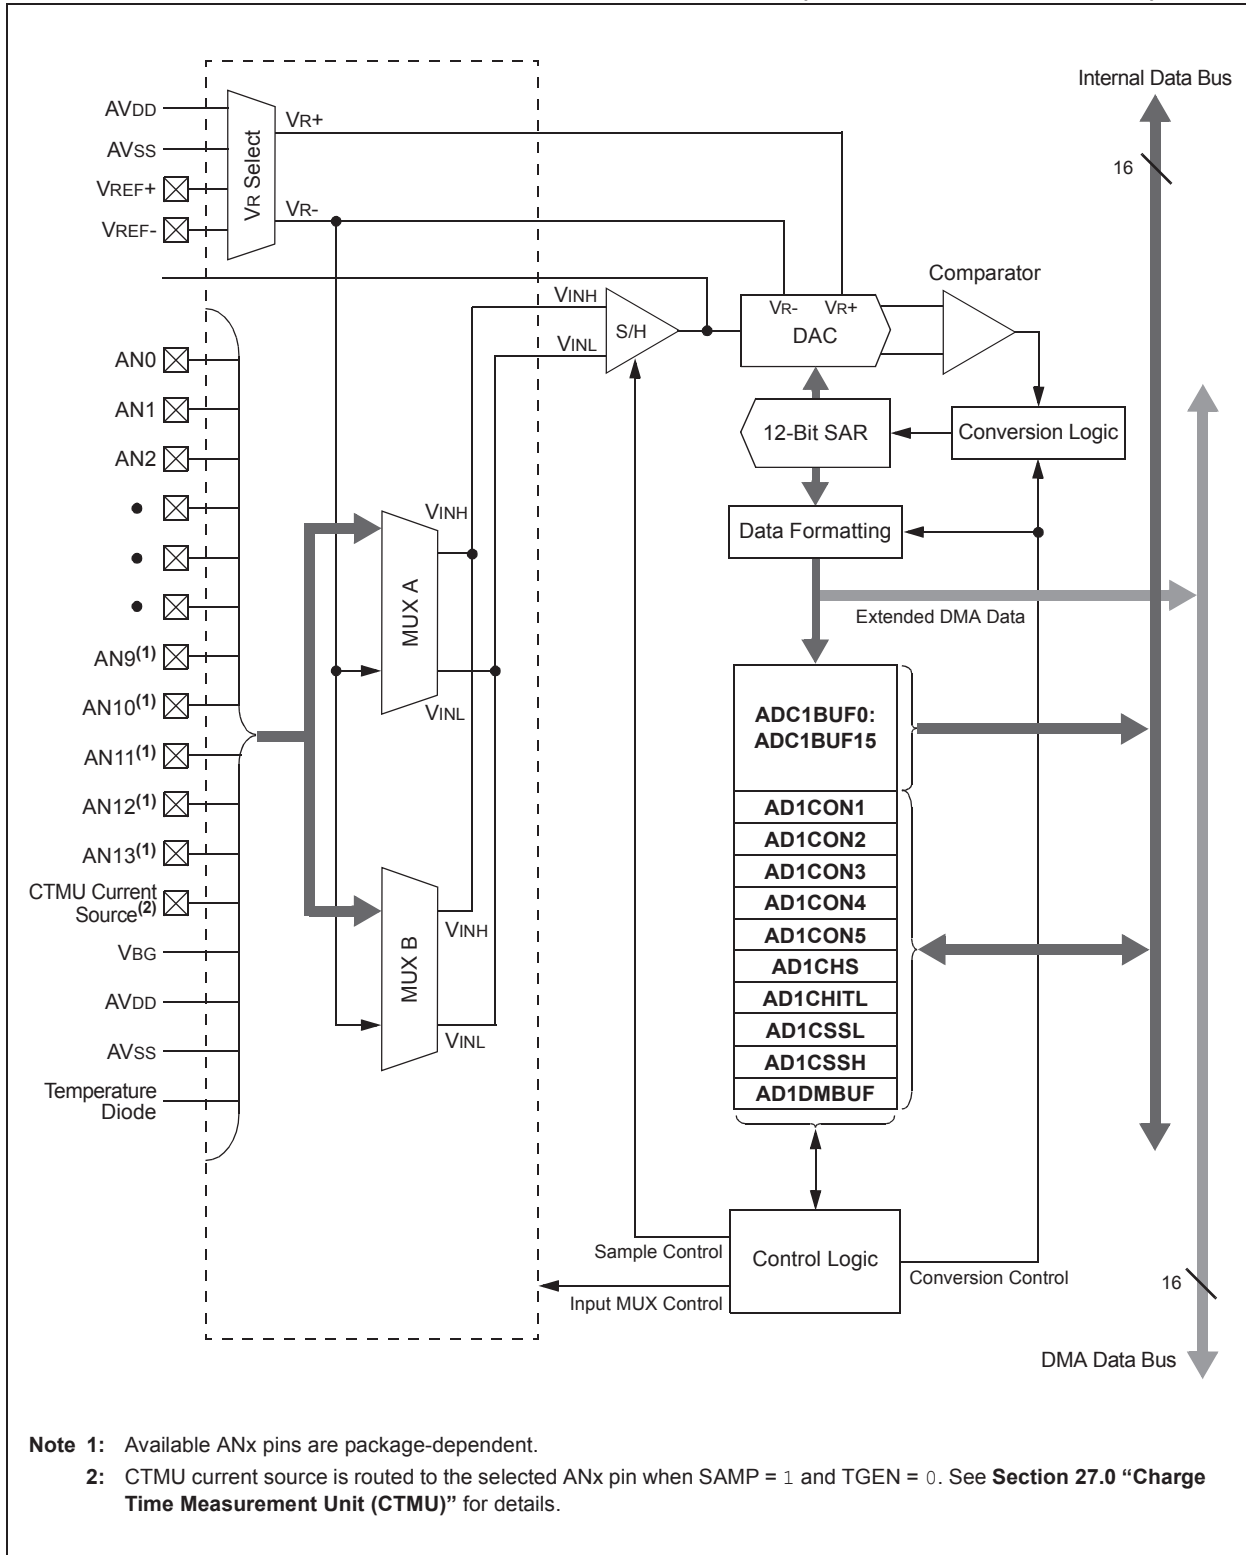 Internal Data Bus
AVDD
AVSS
VREF+
VREF-
VR Select
VR+
VR-
16
Comparator
VINH
VINL
S/H
VR- VR+
DAC
12-Bit SAR
Conversion Logic
Data Formatting
Extended DMA Data
AN0
AN1
AN2
AN9(1)
AN10(1)
AN11(1)
AN12(1)
AN13(1)
CTMU Current
Source(2)
VBG
AVDD
AVSS
Temperature
Diode
VINH
MUX A
VINL
VINH
MUX B
VINL
ADC1BUF0:
ADC1BUF15
AD1CON1
AD1CON2
AD1CON3
AD1CON4
AD1CON5
AD1CHS
AD1CHITL
AD1CSSL
AD1CSSH
AD1DMBUF
Sample Control
Control Logic
Conversion Control
Input MUX Control
16
DMA Data Bus
Note 1: Available ANx pins are package-dependent.
2: CTMU current source is routed to the selected ANx pin when SAMP = 1 and TGEN = 0. See Section 27.0 “Charge
Time Measurement Unit (CTMU)” for details.